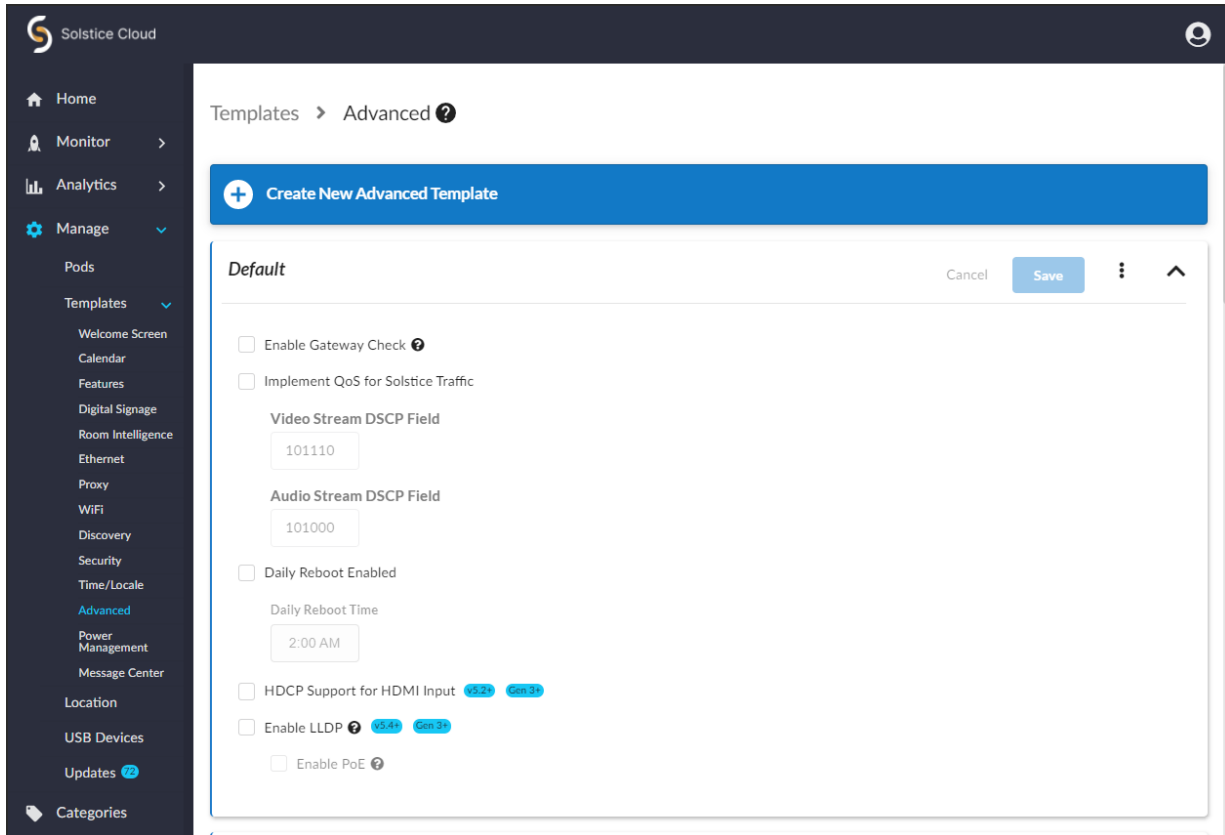 Solstice Cloud
Home
Monitor
Analytics
Manage
Pods
Templates
Welcome Screen
Calendar
Features
Digital Signage
Room Intelligence
Ethernet
Proxy
WiFi
Discovery
Security
Time/Locale
Advanced
Power
Management
Message Center
Location
USB Devices
Updates 72
Categories
Templates > Advanced ?
+ Create New Advanced Template
Default
Cancel Save
Enable Gateway Check ?
Implement QoS for Solstice Traffic
Video Stream DSCP Field
101110
Audio Stream DSCP Field
101000
Daily Reboot Enabled
Daily Reboot Time
2:00 AM
HDCP Support for HDMI Input v5.2+ Gen 3+
Enable LLDP ? v5.4+ Gen 3+
Enable PoE ?